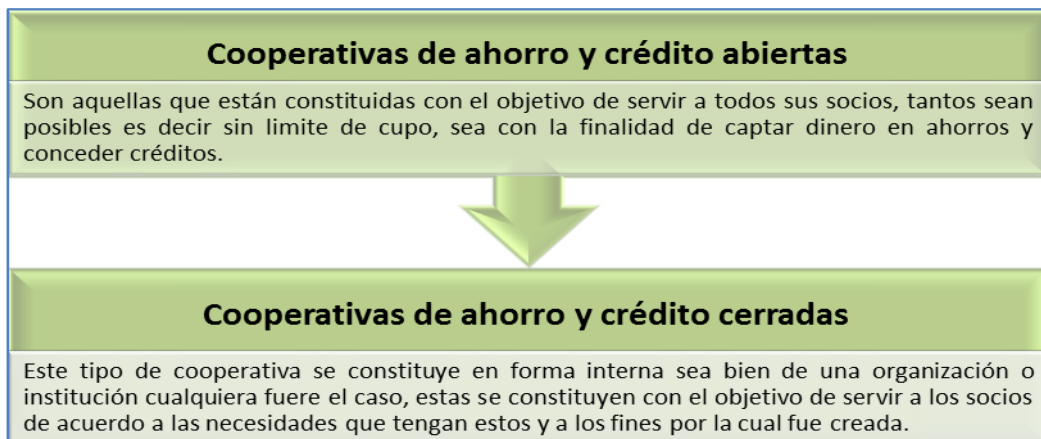 Cooperativas de ahorro y crédito abiertas
Son aquellas que están constituidas con el objetivo de servir a todos sus socios, tantos sean
posibles es decir sin limite de cupo, sea con la finalidad de captar dinero en ahorros y
conceder créditos.
Cooperativas de ahorro y crédito cerradas
Este tipo de cooperativa se constituye en forma interna sea bien de una organización o
institución cualquiera fuere el caso, estas se constituyen con el objetivo de servir a los socios
de acuerdo a las necesidades que tengan estos y a los fines por la cual fue creada.